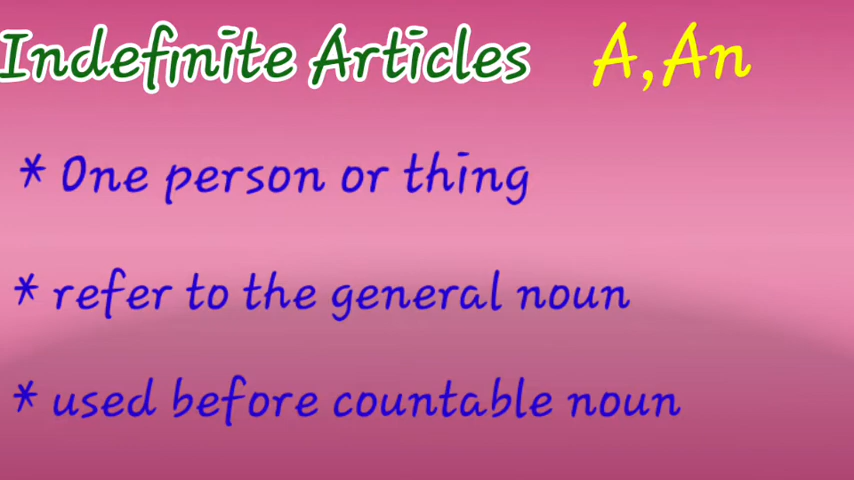 Indefinite Articles A,An
* One person or thing
* refer to the general noun
* used before countable noun